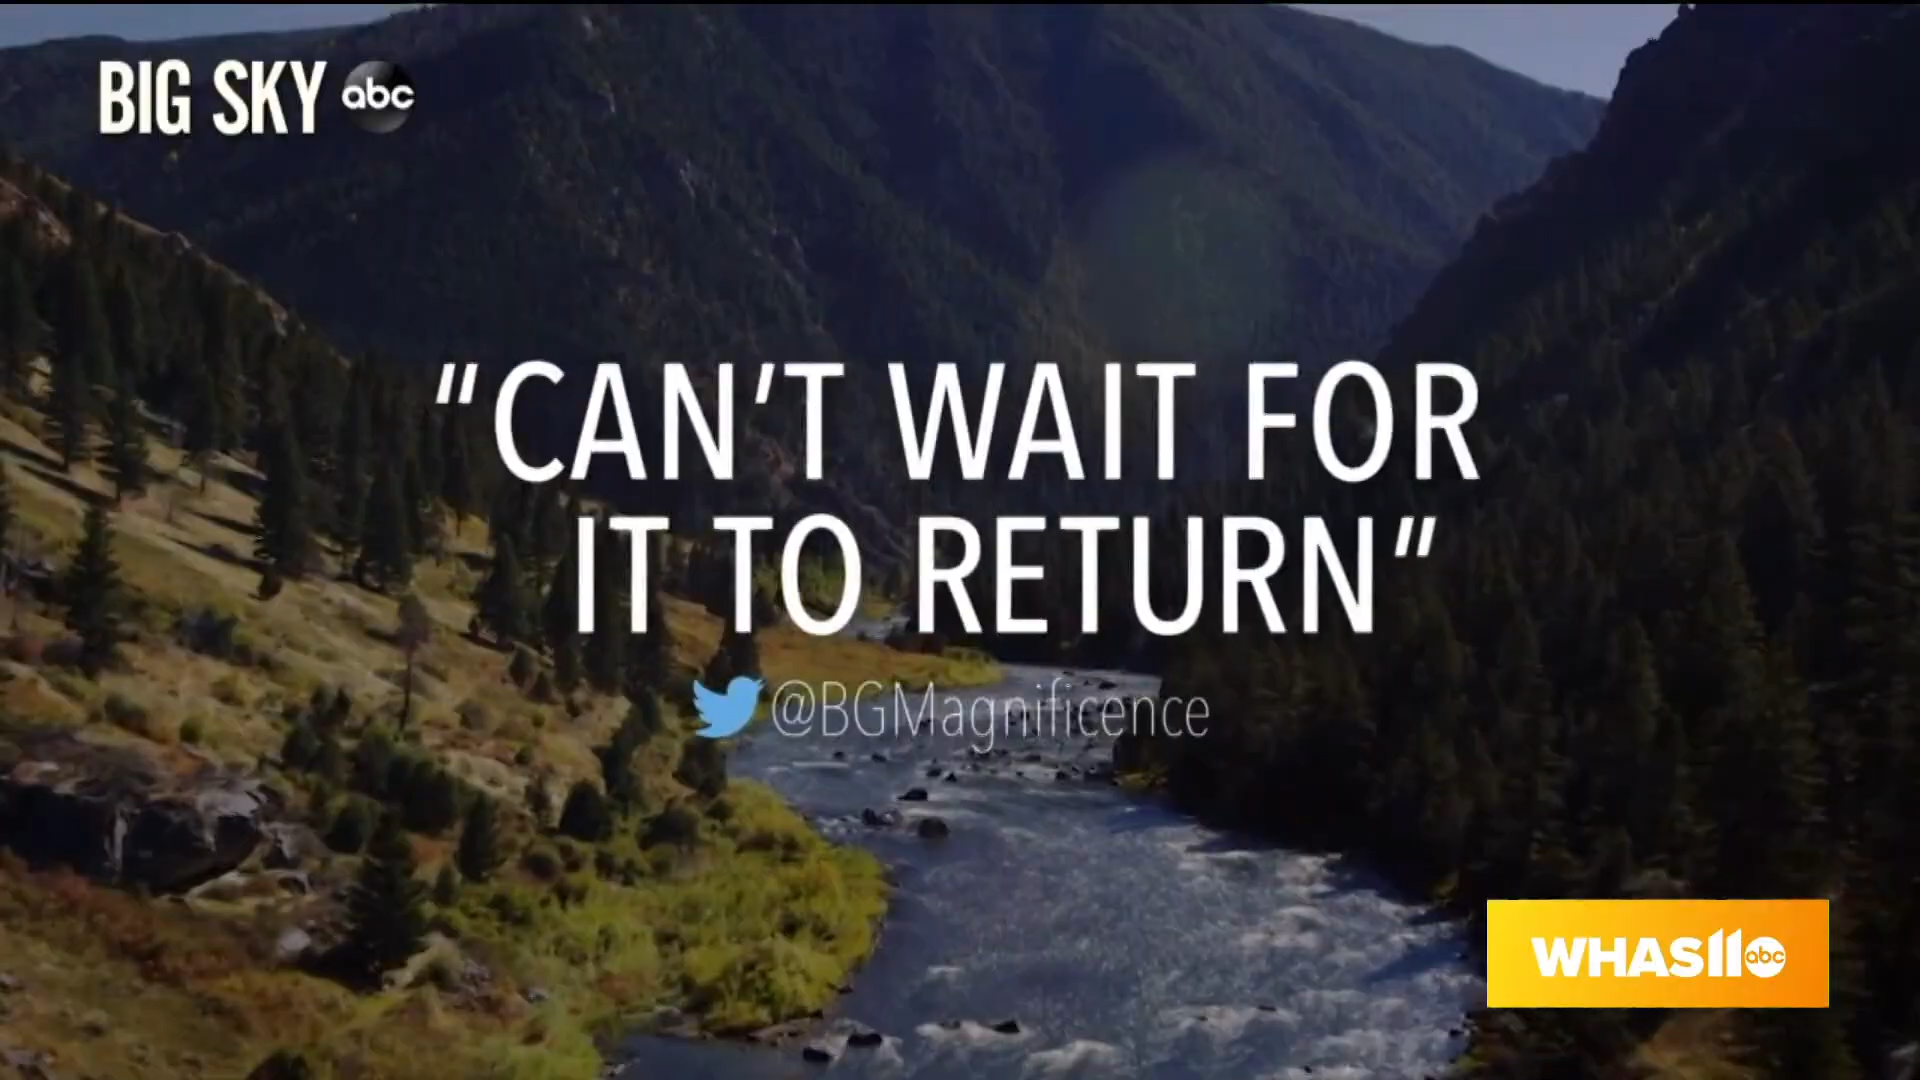 BIG SKY abc
"CAN'T WAIT FOR
IT TO RETURN"
@BGMagnificence
WHAS11 abc